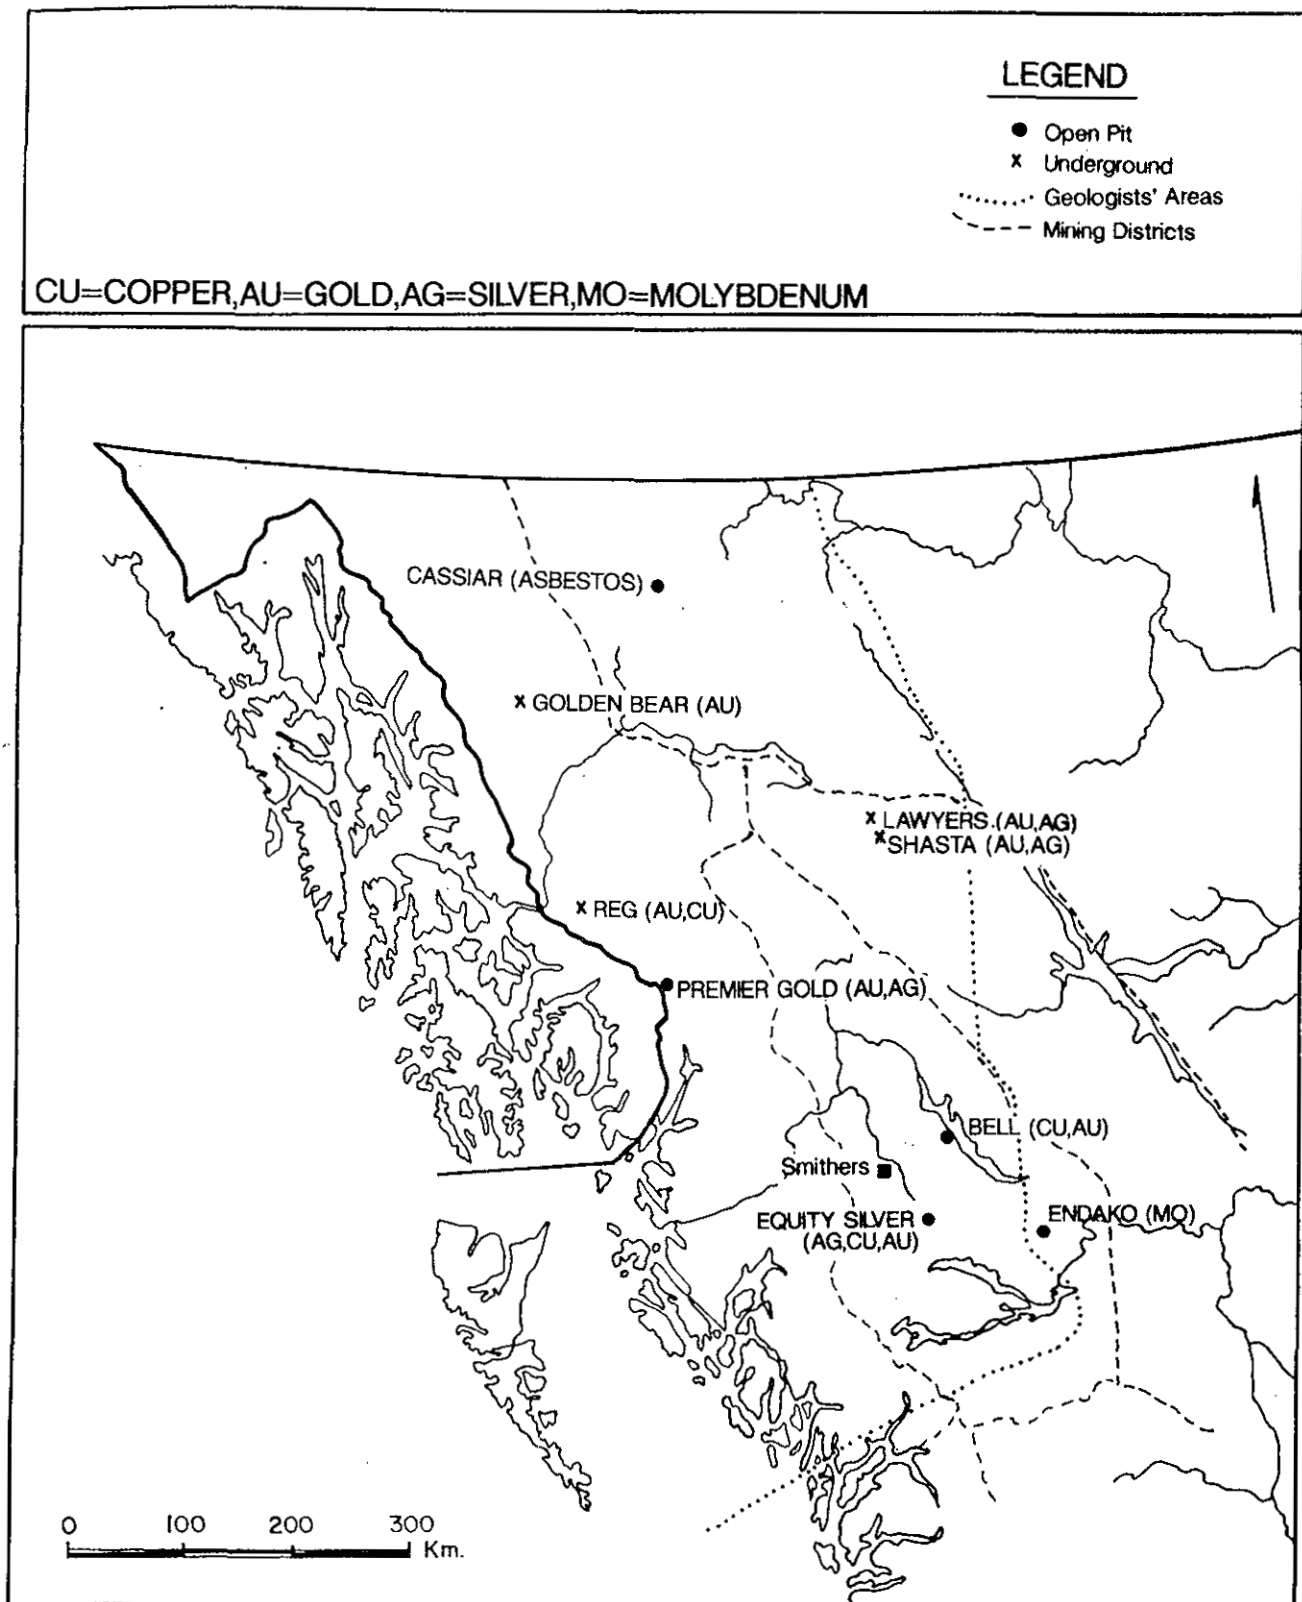 LEGEND
Open Pit
x Underground
Geologists' Areas
Mining Districts
CU=COPPER,AU=GOLD,AG=SILVER,MO=MOLYBDENUM
CASSIAR (ASBESTOS)
x GOLDEN BEAR (AU)
x LAWYERS.(AU,AG)
x SHASTA (AU,AG)
x REG (AU,CU)
PREMIER GOLD (AU,AG)
BELL (CU,AU)
Smithers
EQUITY SILVER
(AG,CU,AU)
ENDAKO (MO)
0 100 200 300
Km.